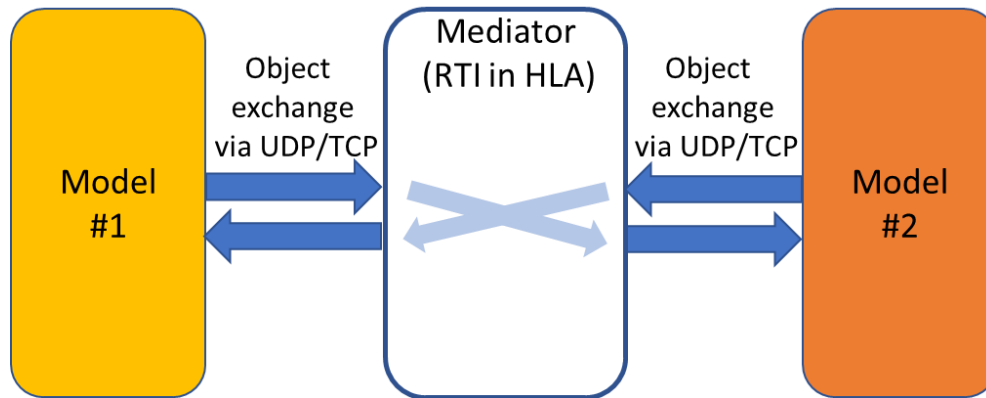 Model
#1
Object
exchange
via UDP/TCP
Mediator
(RTI in HLA)
Object
exchange
via UDP/TCP
Model
#2